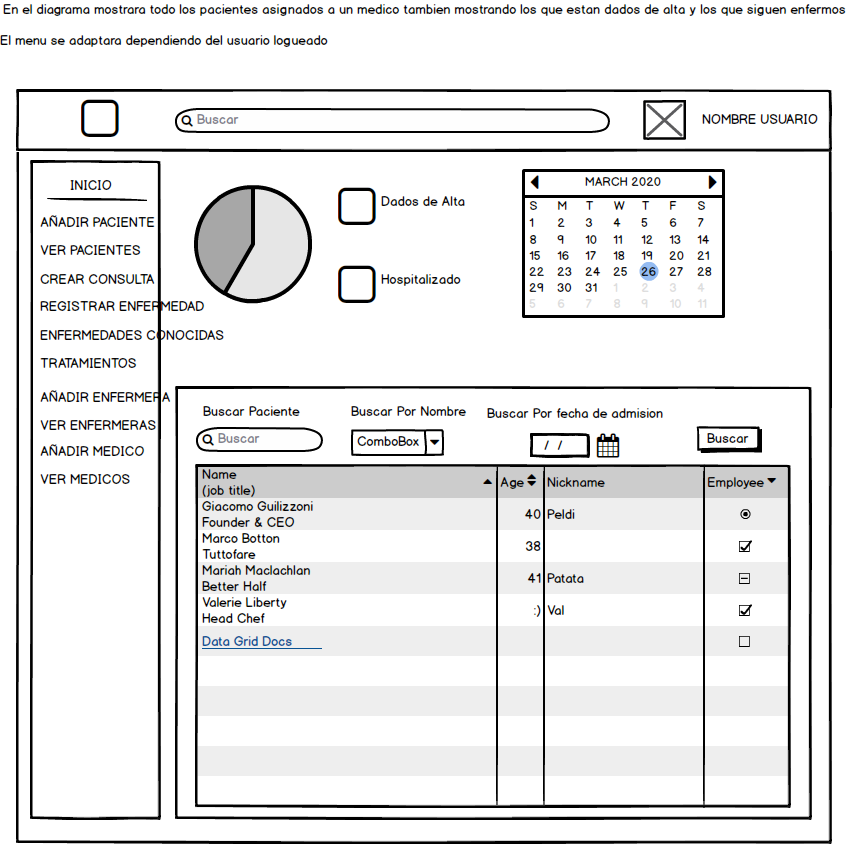 En el diagrama mostrara todo los pacientes asignados a un medico tambien mostrando los que estan dados de alta y los que siguen enfermos
El menu se adaptara dependiendo del usuario logueado
Buscar
NOMBRE USUARIO
INICIO
AÑADIR PACIENTE
VER PACIENTES
CREAR CONSULTA
REGISTRAR ENFERMEDAD
ENFERMEDADES CONOCIDAS
TRATAMIENTOS
AÑADIR ENFERMERA
VER ENFERMERAS
AÑADIR MEDICO
VER MEDICOS
Dados de Alta
Hospitalizado
MARCH 2020
S M T W T F S
1 2 3 4 5 6 7
8 9 10 11 12 13 14
15 16 17 18 19 20 21
22 23 24 25 26 27 28
29 30 31 1 2 3 4
5 6 7 8 9 10 11
Buscar Paciente
Buscar Por Nombre
Buscar Por fecha de admision
Buscar
ComboBox
/ /
Buscar
Name
(job title)
Age
Nickname
Employee
Giacomo Guilizzoni
Founder & CEO
40
Peldi
Marco Botton
Tuttofare
38
Mariah Maclachlan
Better Half
41
Patata
Valerie Liberty
Head Chef
:)
Val
Data Grid Docs